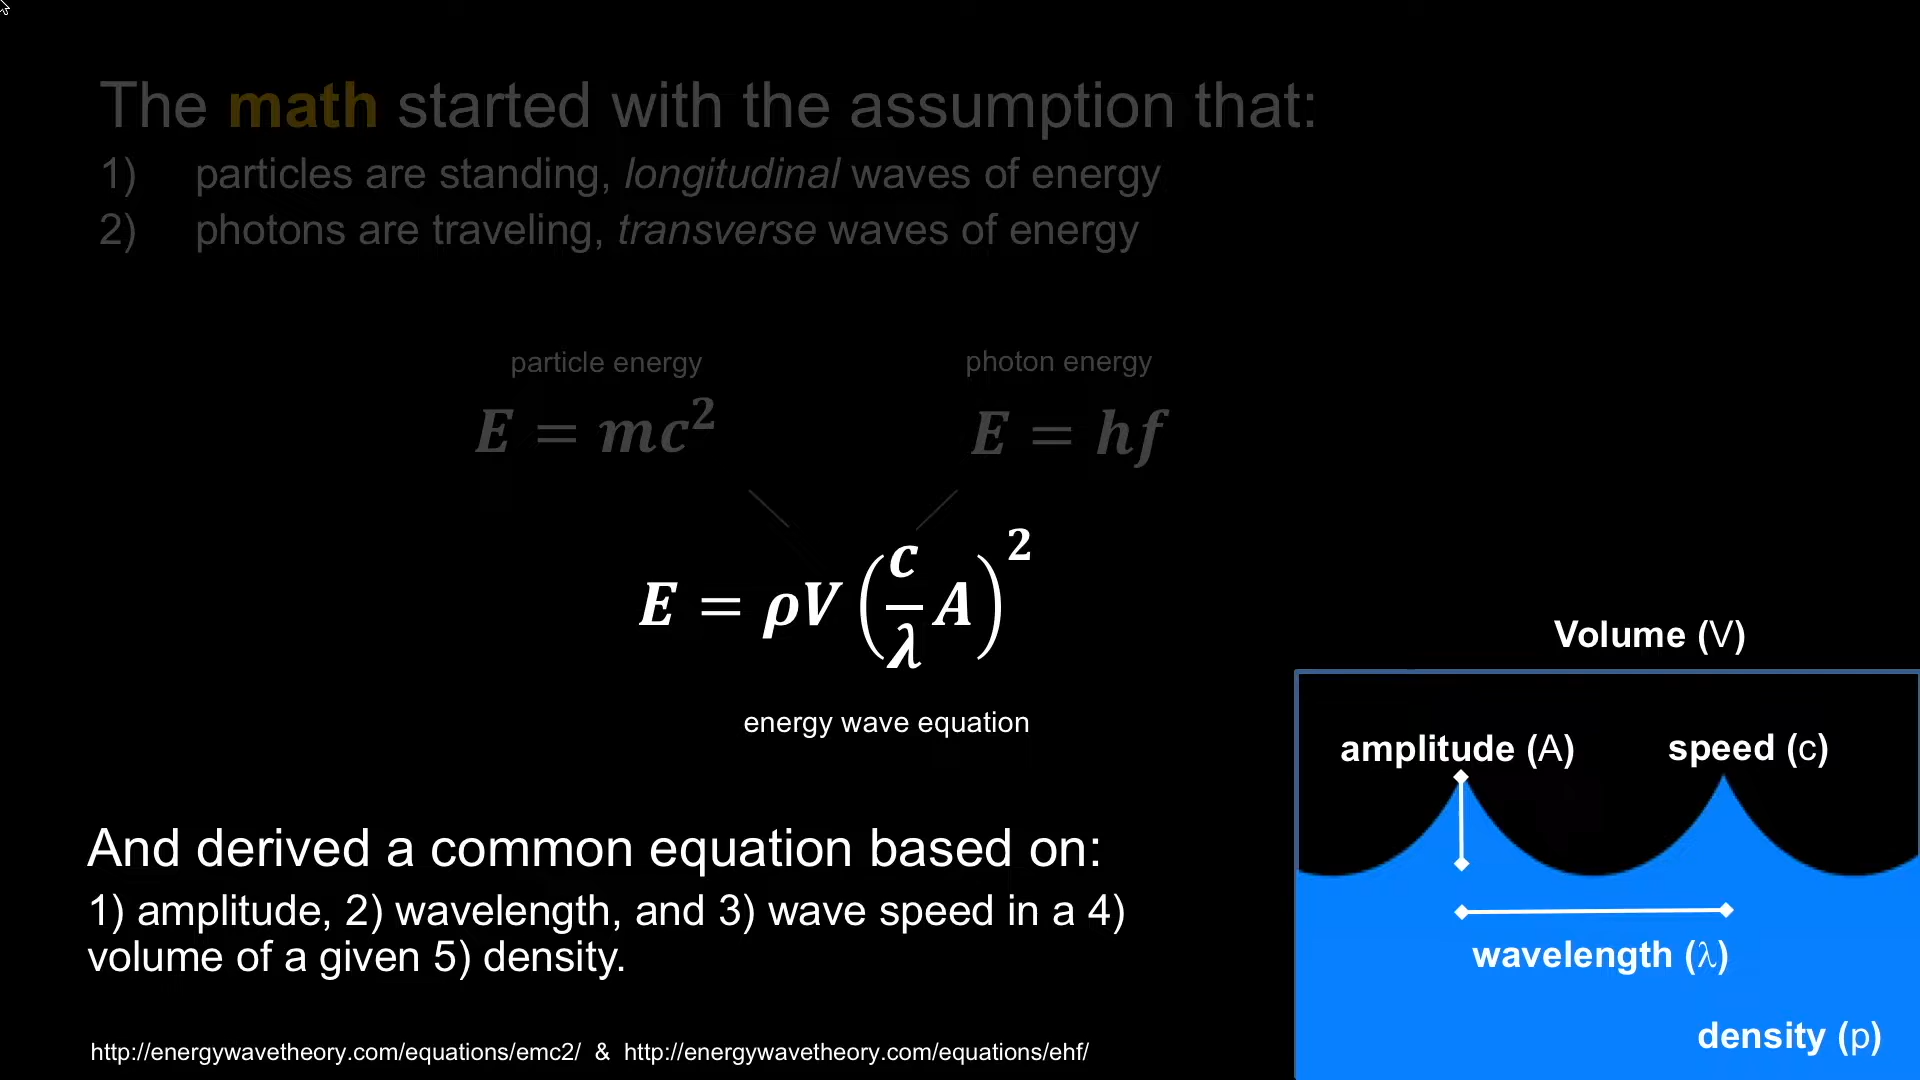 The math started with the assumption that:
1) particles are standing, longitudinal waves of energy
2) photons are traveling, transverse waves of energy
particle energy
photon energy
E = mc²
E = hf
E = ρV(c/λ A)²
energy wave equation
And derived a common equation based on:
1) amplitude, 2) wavelength, and 3) wave speed in a 4)
volume of a given 5) density.
http://energywavetheory.com/equations/emc2/ & http://energywavetheory.com/equations/ehf/
Volume (V)
amplitude (A)
speed (c)
wavelength (λ)
density (p)